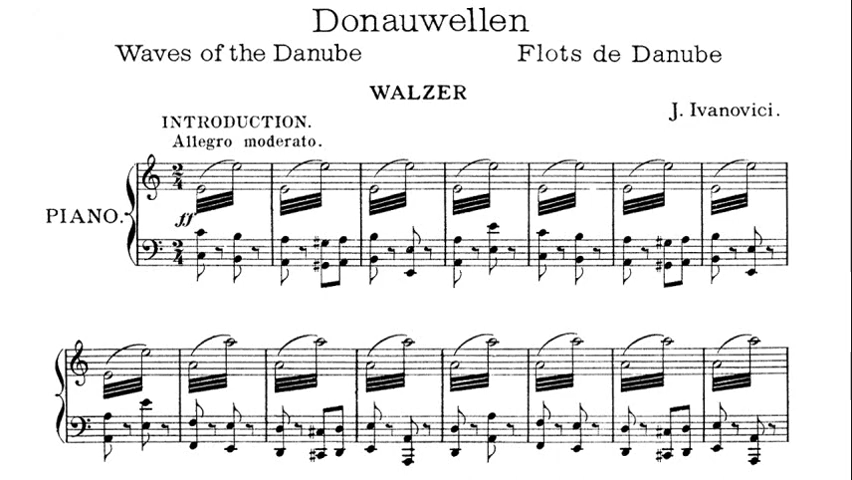 Donauwellen
Waves of the Danube Flots de Danube
WALZER
J. Ivanovici.
INTRODUCTION.
Allegro moderato.
PIANO.
ff